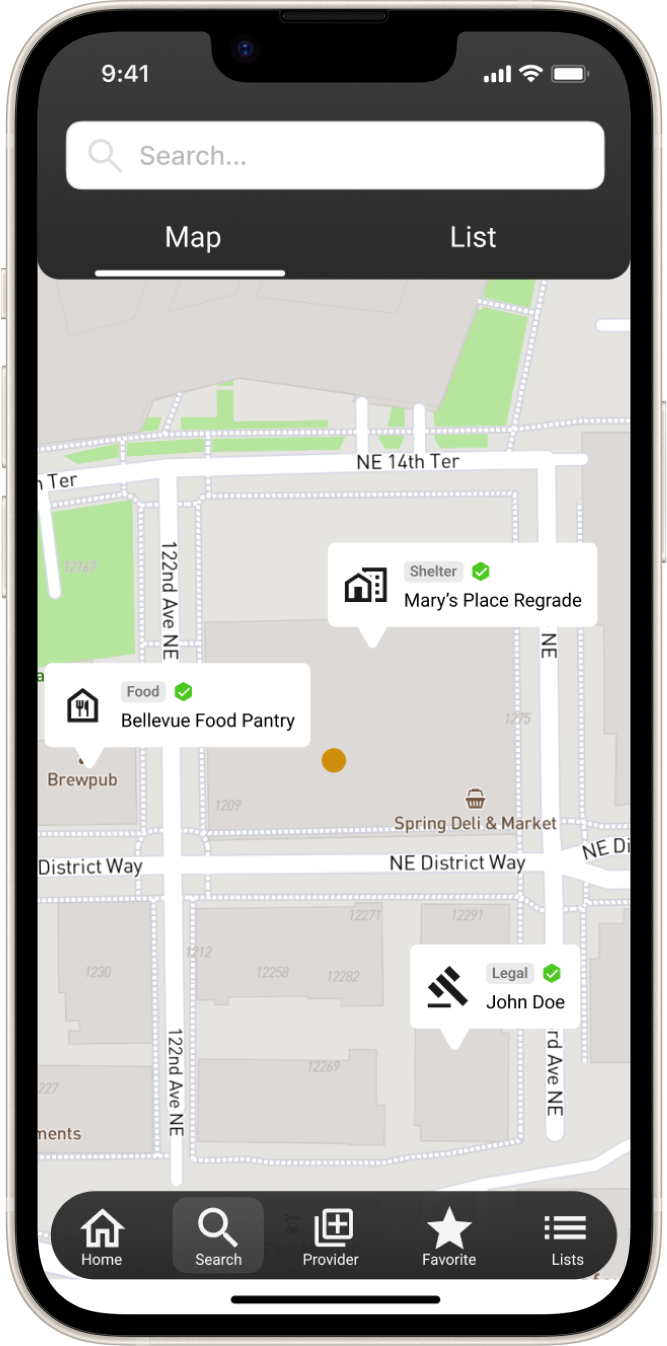 9:41
Search...
Map
List
NE 14th Ter
Ter
12167
122nd Ave NE
Shelter
Mary's Place Regrade
NE
Food
Bellevue Food Pantry
1275
Brewpub
1209
Spring Deli & Market
District Way
NE District Way
NE
12271
12291
1212
1230
12258
12282
Legal
John Doe
122nd Ave NE
rd Ave NE
12269
227
ments
Home
Search
Provider
Favorite
Lists